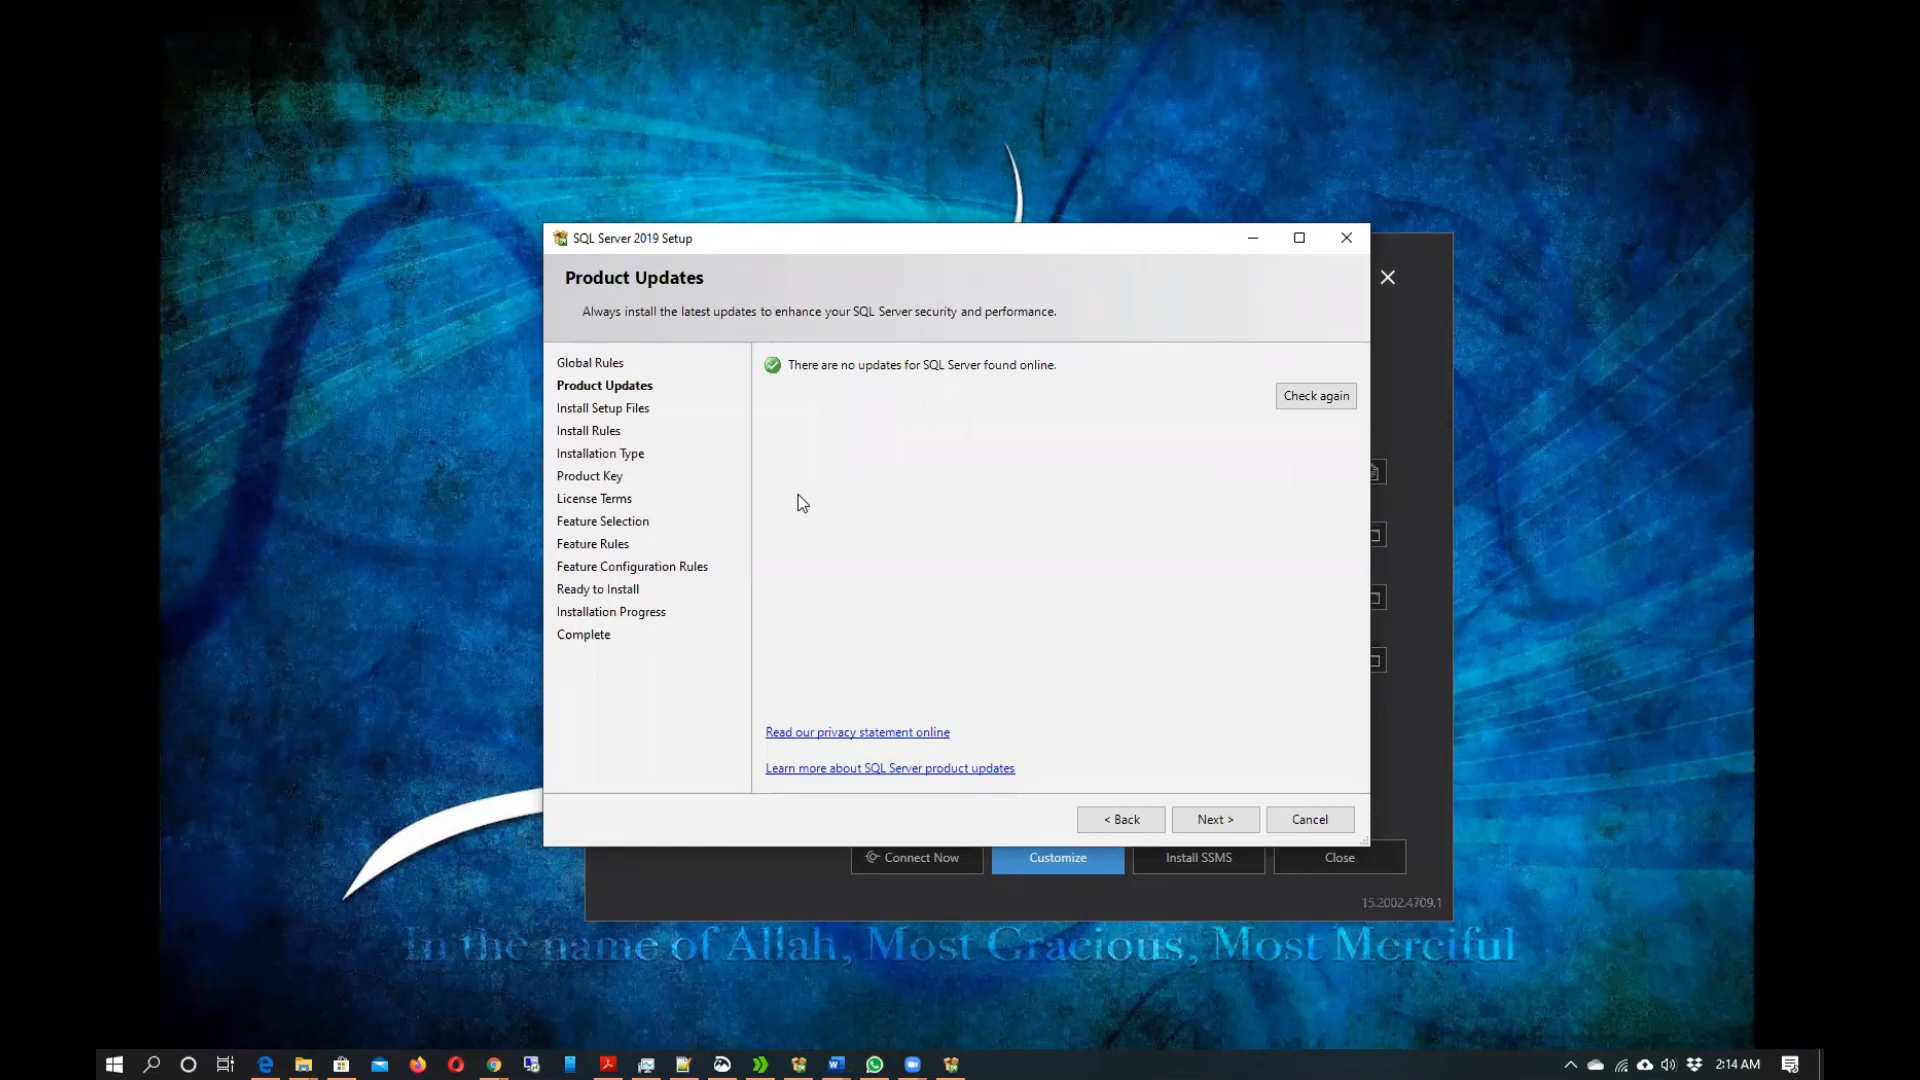 SQL Server 2019 Setup
Product Updates
Always install the latest updates to enhance your SQL Server security and performance.
Global Rules
Product Updates
Install Setup Files
Install Rules
Installation Type
Product Key
License Terms
Feature Selection
Feature Rules
Feature Configuration Rules
Ready to Install
Installation Progress
Complete
There are no updates for SQL Server found online.
Check again
Read our privacy statement online
Learn more about SQL Server product updates
< Back
Next >
Cancel
Connect Now
Customize
Install SSMS
Close
15.2002.4709.1
In the name of Allah, Most Gracious, Most Merciful
2:14 AM